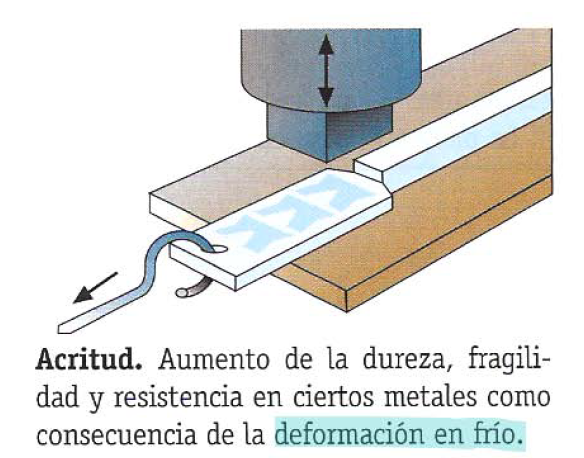 Acritud. Aumento de la dureza, fragili-
dad y resistencia en ciertos metales como
consecuencia de la deformación en frío.